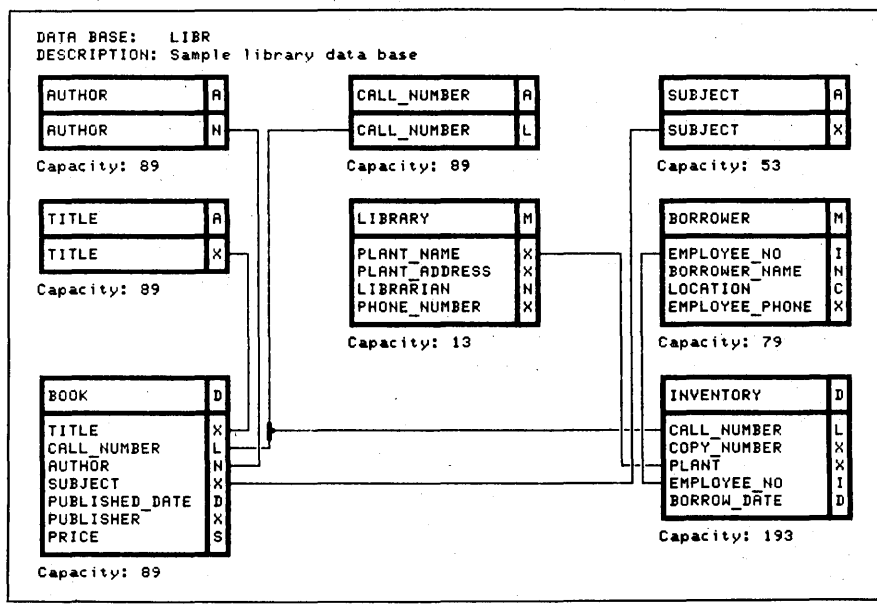 DATA BASE: LIBR
DESCRIPTION: Sample library data base
AUTHOR A
AUTHOR N
Capacity: 89
CALL_NUMBER A
CALL_NUMBER L
Capacity: 89
SUBJECT A
SUBJECT X
Capacity: 53
TITLE A
TITLE X
Capacity: 89
LIBRARY M
PLANT_NAME X
PLANT_ADDRESS X
LIBRARIAN N
PHONE_NUMBER X
Capacity: 13
BORROWER M
EMPLOYEE_NO I
BORROWER_NAME N
LOCATION C
EMPLOYEE_PHONE X
Capacity: 79
BOOK D
TITLE X
CALL_NUMBER L
AUTHOR N
SUBJECT X
PUBLISHED_DATE D
PUBLISHER X
PRICE S
Capacity: 89
INVENTORY D
CALL_NUMBER L
COPY_NUMBER X
PLANT X
EMPLOYEE_NO I
BORROW_DATE D
Capacity: 193